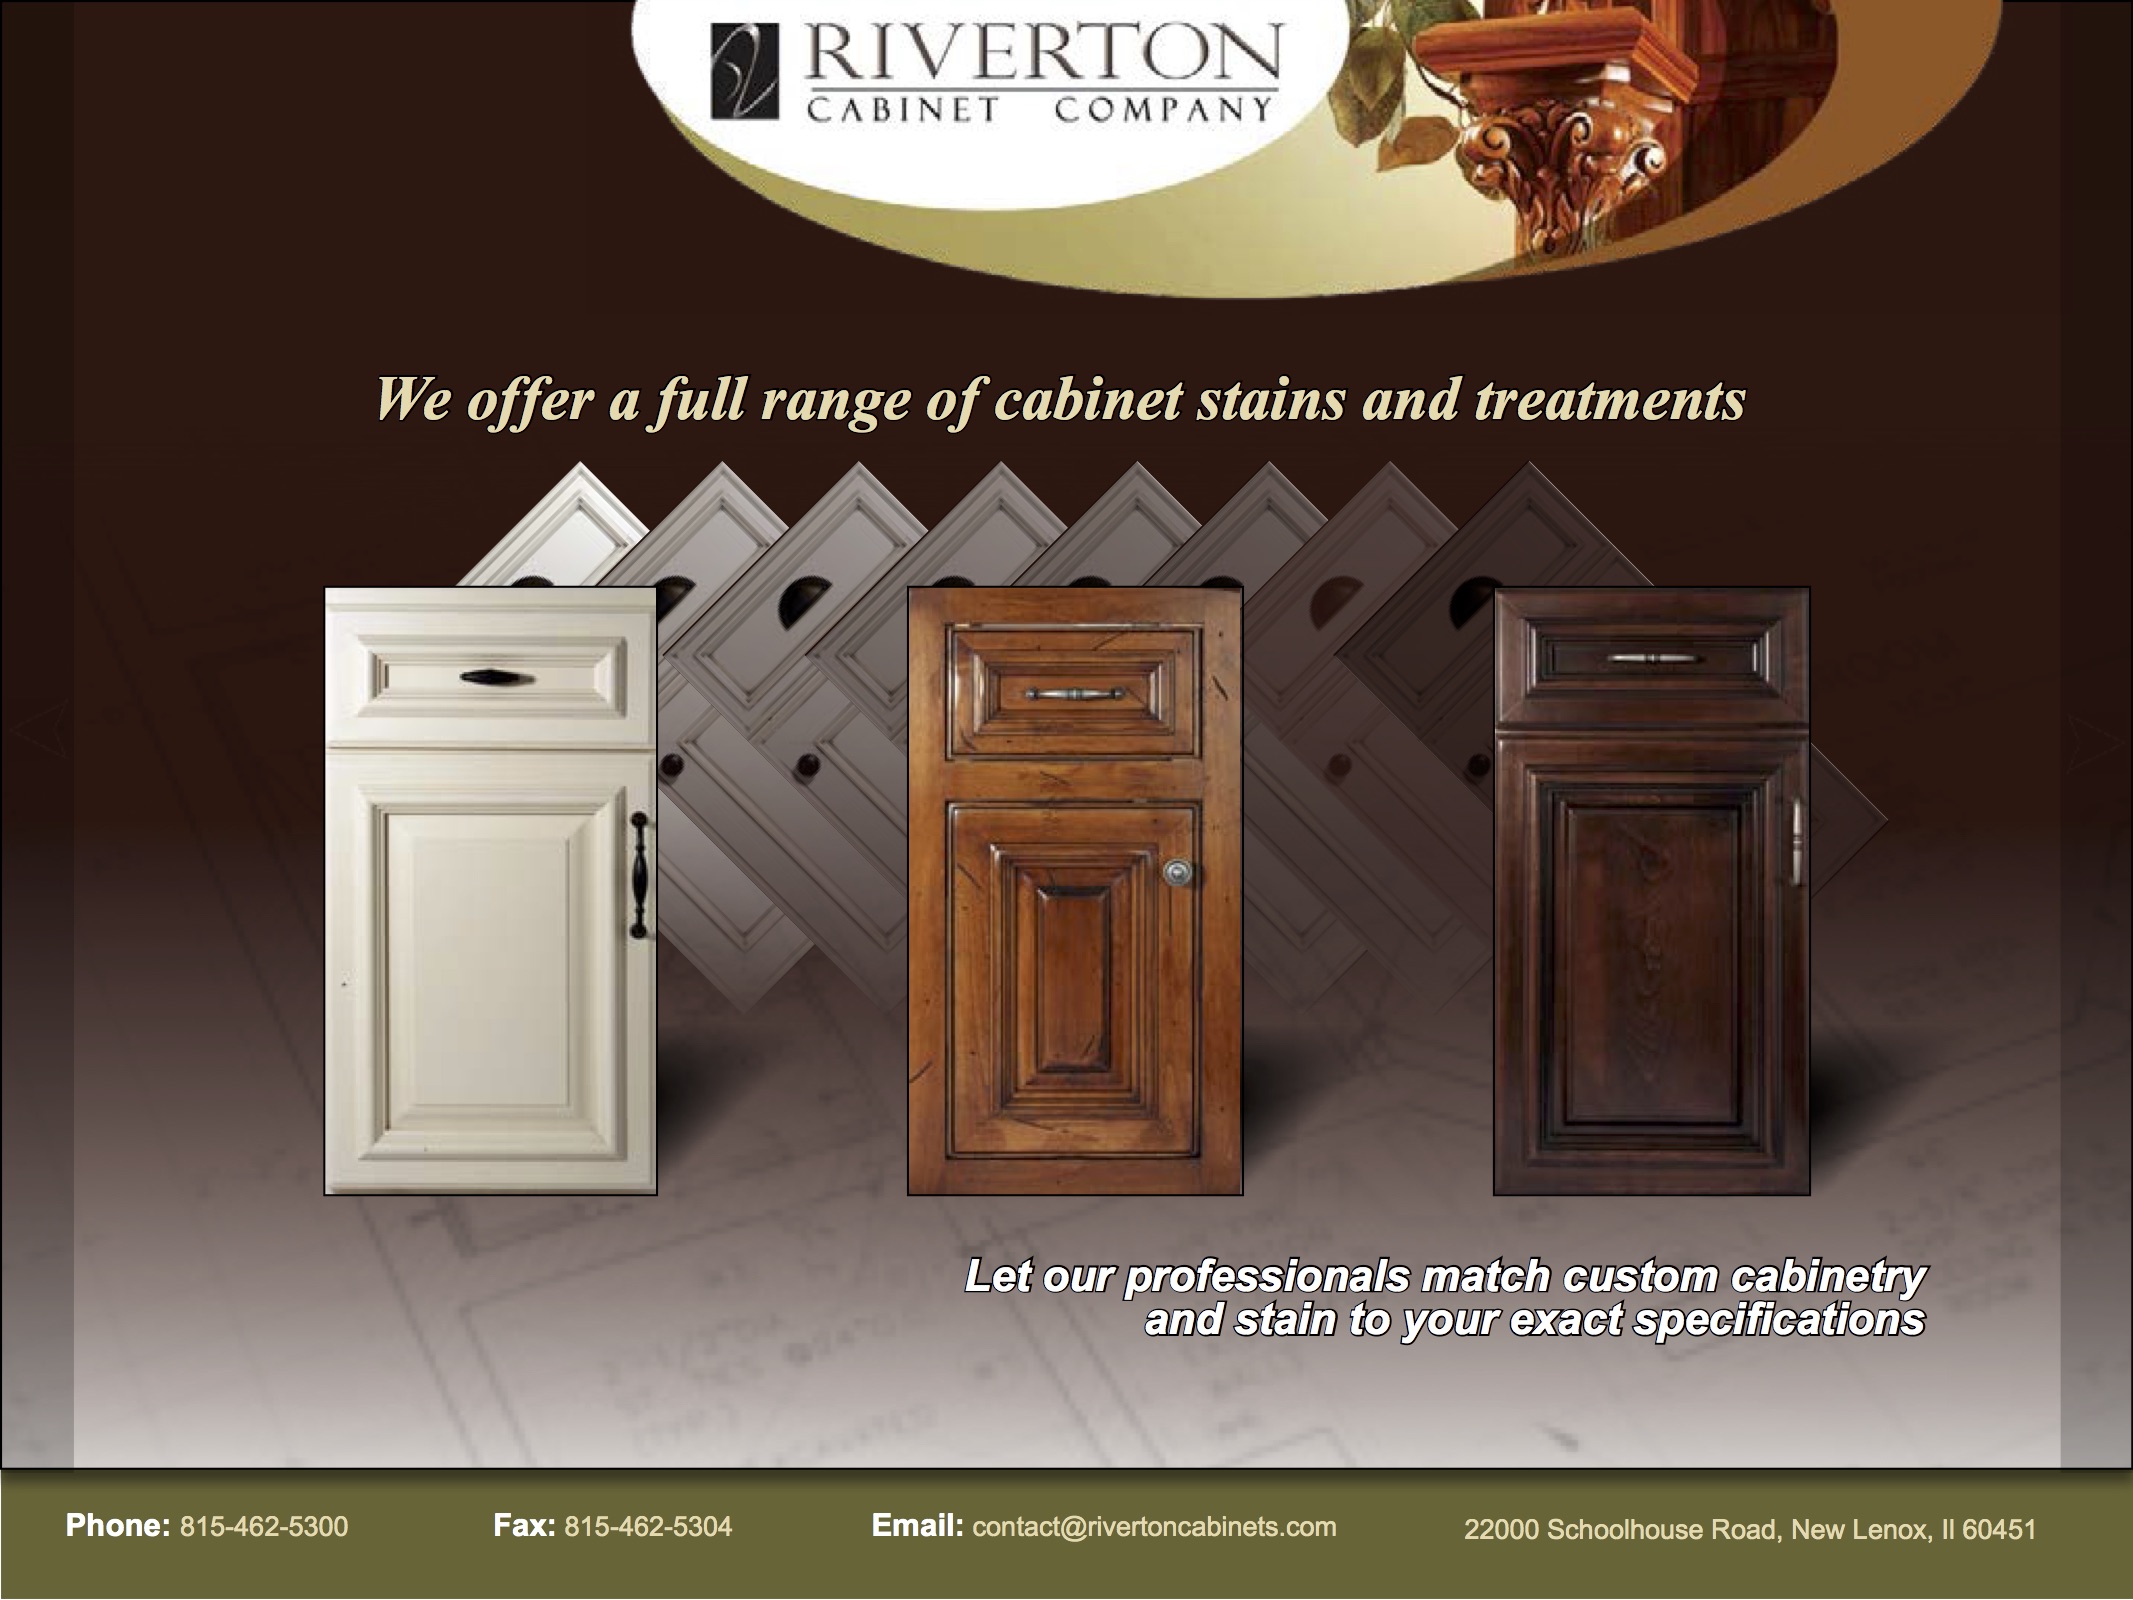 RIVERTON
CABINET COMPANY
We offer a full range of cabinet stains and treatments
Let our professionals match custom cabinetry
and stain to your exact specifications
Phone: 815-462-5300
Fax: 815-462-5304
Email: contact@rivertoncabinets.com
22000 Schoolhouse Road, New Lenox, Il 60451